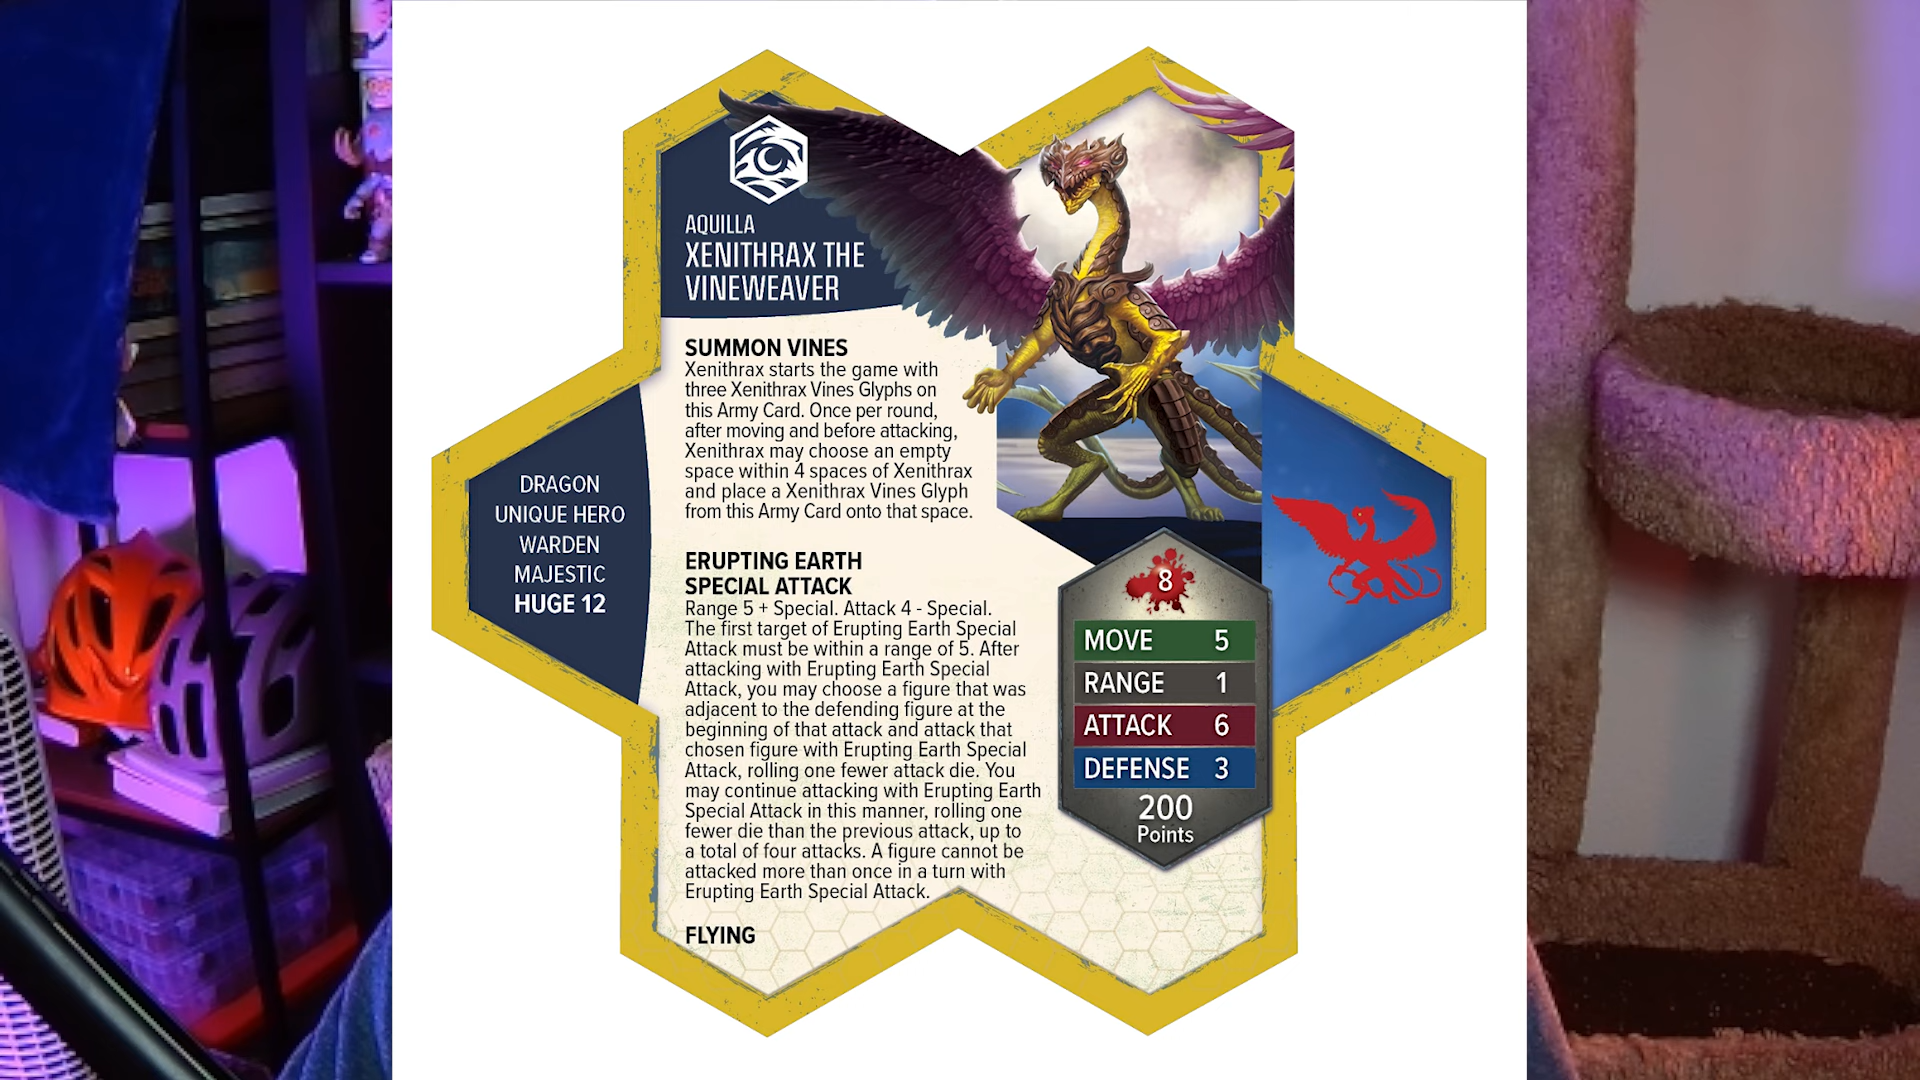 AQUILLA
XENITHRAX THE
VINEWEAVER
SUMMON VINES
Xenithrax starts the game with
three Xenithrax Vines Glyphs on
this Army Card. Once per round,
after moving and before attacking,
Xenithrax may choose an empty
space within 4 spaces of Xenithrax
and place a Xenithrax Vines Glyph
from this Army Card onto that space.
DRAGON
UNIQUE HERO
WARDEN
MAJESTIC
HUGE 12
ERUPTING EARTH
SPECIAL ATTACK
Range 5 + Special. Attack 4 - Special.
The first target of Erupting Earth Special
Attack must be within a range of 5. After
attacking with Erupting Earth Special
Attack, you may choose a figure that was
adjacent to the defending figure at the
beginning of that attack and attack that
chosen figure with Erupting Earth Special
Attack, rolling one fewer attack die. You
may continue attacking with Erupting Earth
Special Attack in this manner, rolling one
fewer die than the previous attack, up to
a total of four attacks. A figure cannot be
attacked more than once in a turn with
Erupting Earth Special Attack.
FLYING
8
MOVE 5
RANGE 1
ATTACK 6
DEFENSE 3
200
Points